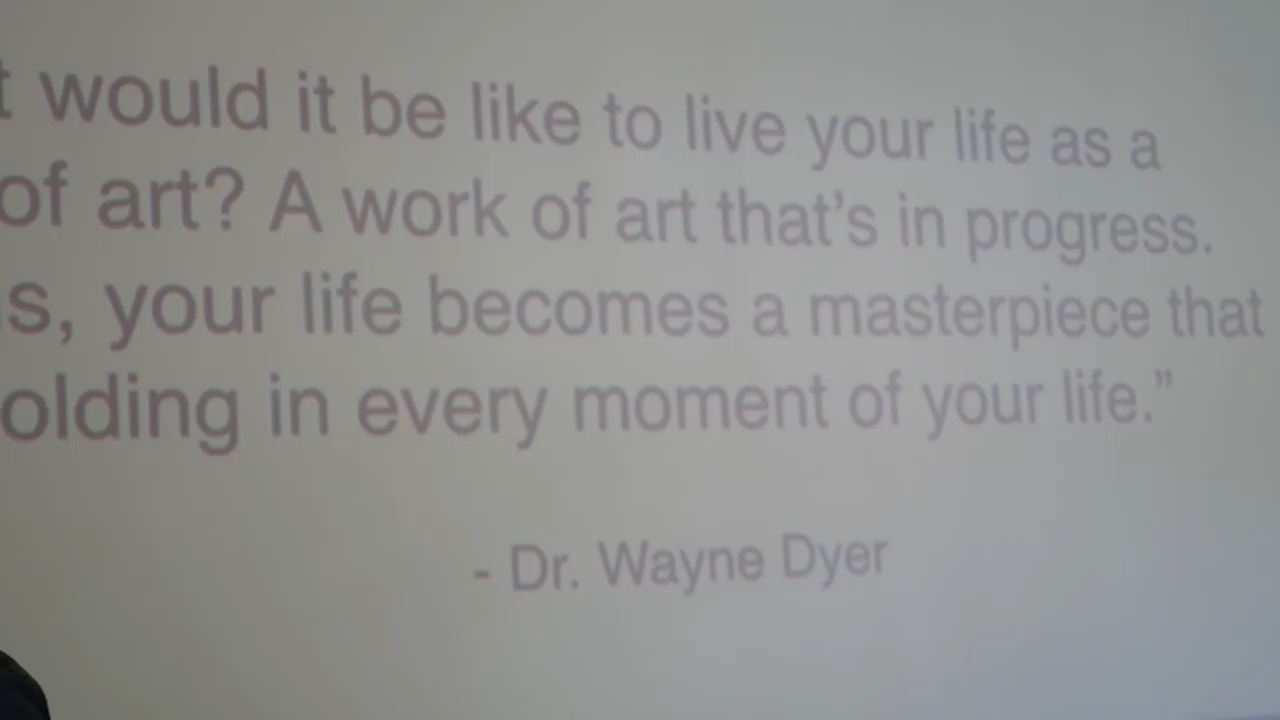 would it be like to live your life as a
of art? A work of art that's in progress.
your life becomes a masterpiece that
in every moment of your life.”
- Dr. Wayne Dyer